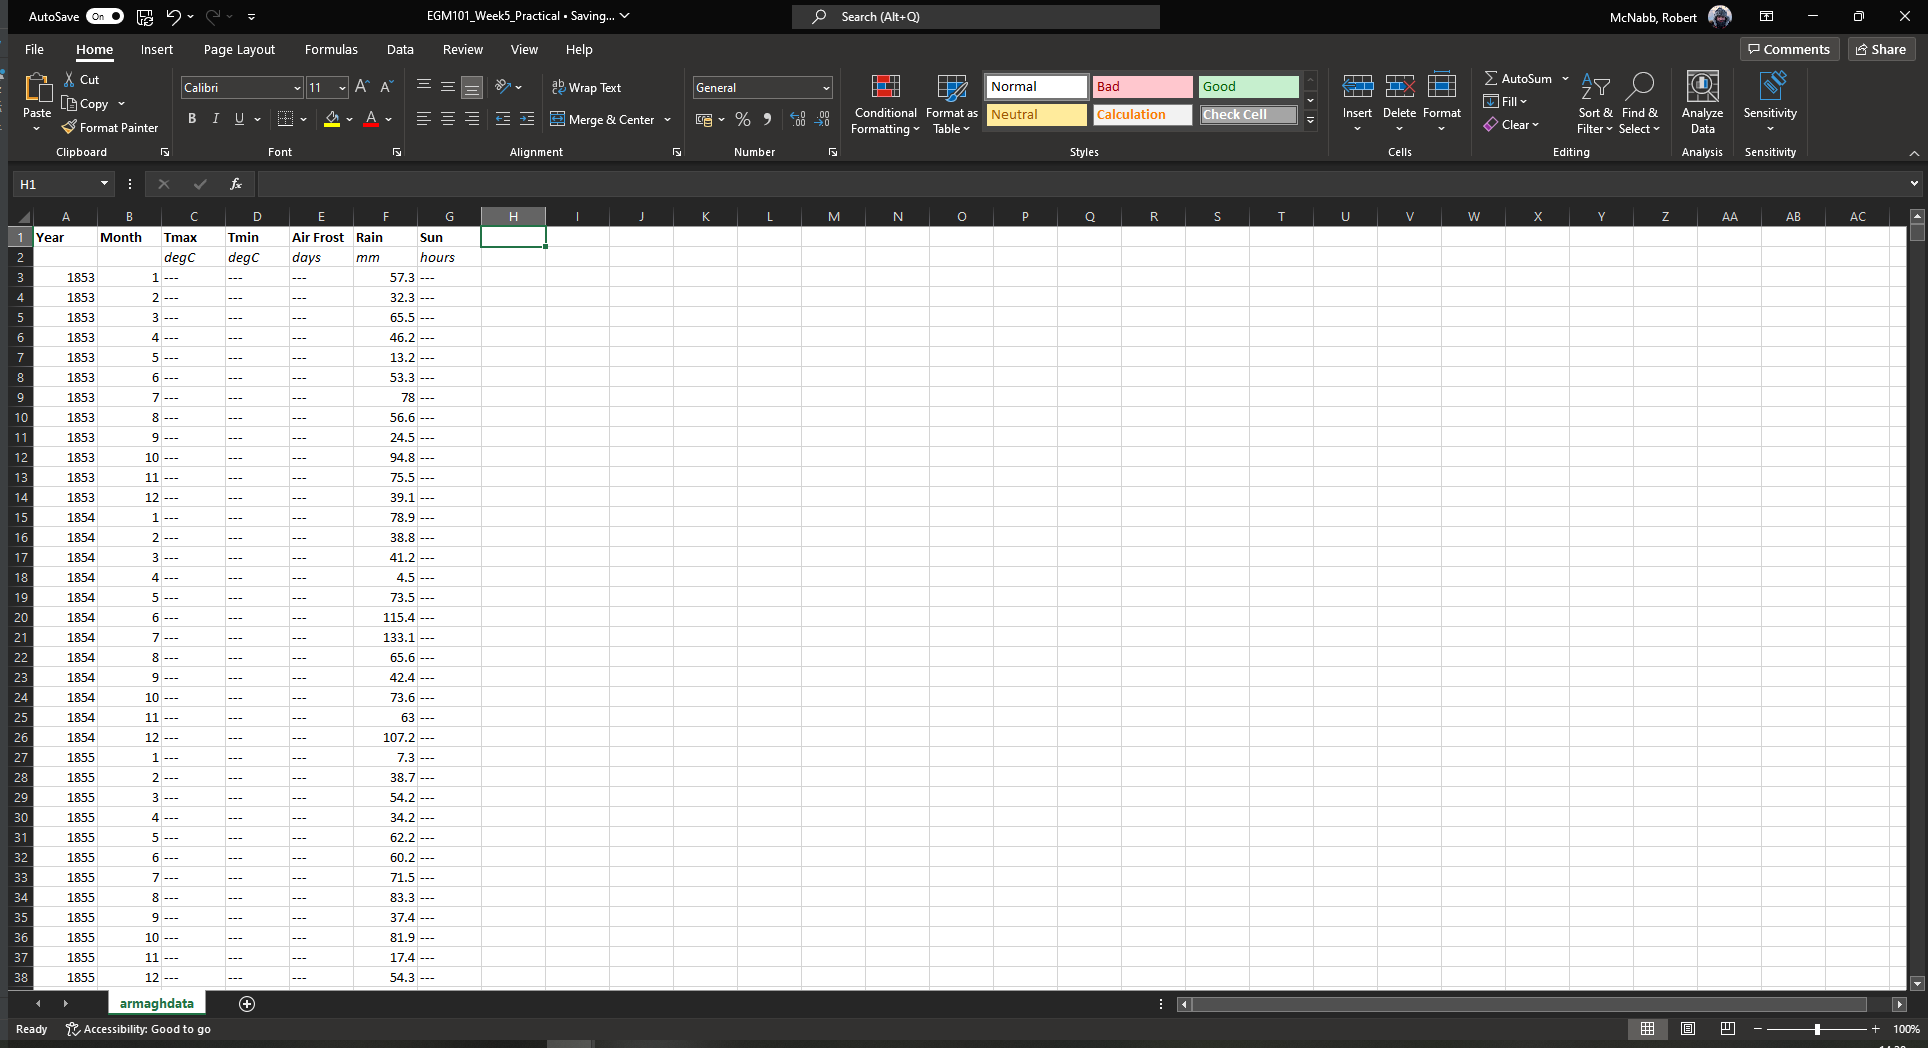 AutoSave On EGM101_Week5_Practical • Saving... Search (Alt+Q) McNabb, Robert
File Home Insert Page Layout Formulas Data Review View Help Comments Share
Paste Cut Copy Format Painter Clipboard
Calibri 11 A A B I U A Font
ab Wrap Text Merge & Center Alignment
General % Number
Conditional Formatting Format as Table Normal Bad Good Neutral Calculation Check Cell Styles
Insert Delete Format Cells
AutoSum Fill Clear Sort & Filter Find & Select Editing
Analyze Data Analysis
Sensitivity Sensitivity
H1 fx
A B C D E F G H I J K L M N O P Q R S T U V W X Y Z AA AB AC
1 Year Month Tmax Tmin Air Frost Rain Sun
2 degC degC days mm hours
3 1853 1 --- --- --- 57.3 ---
4 1853 2 --- --- --- 32.3 ---
5 1853 3 --- --- --- 65.5 ---
6 1853 4 --- --- --- 46.2 ---
7 1853 5 --- --- --- 13.2 ---
8 1853 6 --- --- --- 53.3 ---
9 1853 7 --- --- --- 78 ---
10 1853 8 --- --- --- 56.6 ---
11 1853 9 --- --- --- 24.5 ---
12 1853 10 --- --- --- 94.8 ---
13 1853 11 --- --- --- 75.5 ---
14 1853 12 --- --- --- 39.1 ---
15 1854 1 --- --- --- 78.9 ---
16 1854 2 --- --- --- 38.8 ---
17 1854 3 --- --- --- 41.2 ---
18 1854 4 --- --- --- 4.5 ---
19 1854 5 --- --- --- 73.5 ---
20 1854 6 --- --- --- 115.4 ---
21 1854 7 --- --- --- 133.1 ---
22 1854 8 --- --- --- 65.6 ---
23 1854 9 --- --- --- 42.4 ---
24 1854 10 --- --- --- 73.6 ---
25 1854 11 --- --- --- 63 ---
26 1854 12 --- --- --- 107.2 ---
27 1855 1 --- --- --- 7.3 ---
28 1855 2 --- --- --- 38.7 ---
29 1855 3 --- --- --- 54.2 ---
30 1855 4 --- --- --- 34.2 ---
31 1855 5 --- --- --- 62.2 ---
32 1855 6 --- --- --- 60.2 ---
33 1855 7 --- --- --- 71.5 ---
34 1855 8 --- --- --- 83.3 ---
35 1855 9 --- --- --- 37.4 ---
36 1855 10 --- --- --- 81.9 ---
37 1855 11 --- --- --- 17.4 ---
38 1855 12 --- --- --- 54.3 ---
armaghdata
Ready Accessibility: Good to go 100%